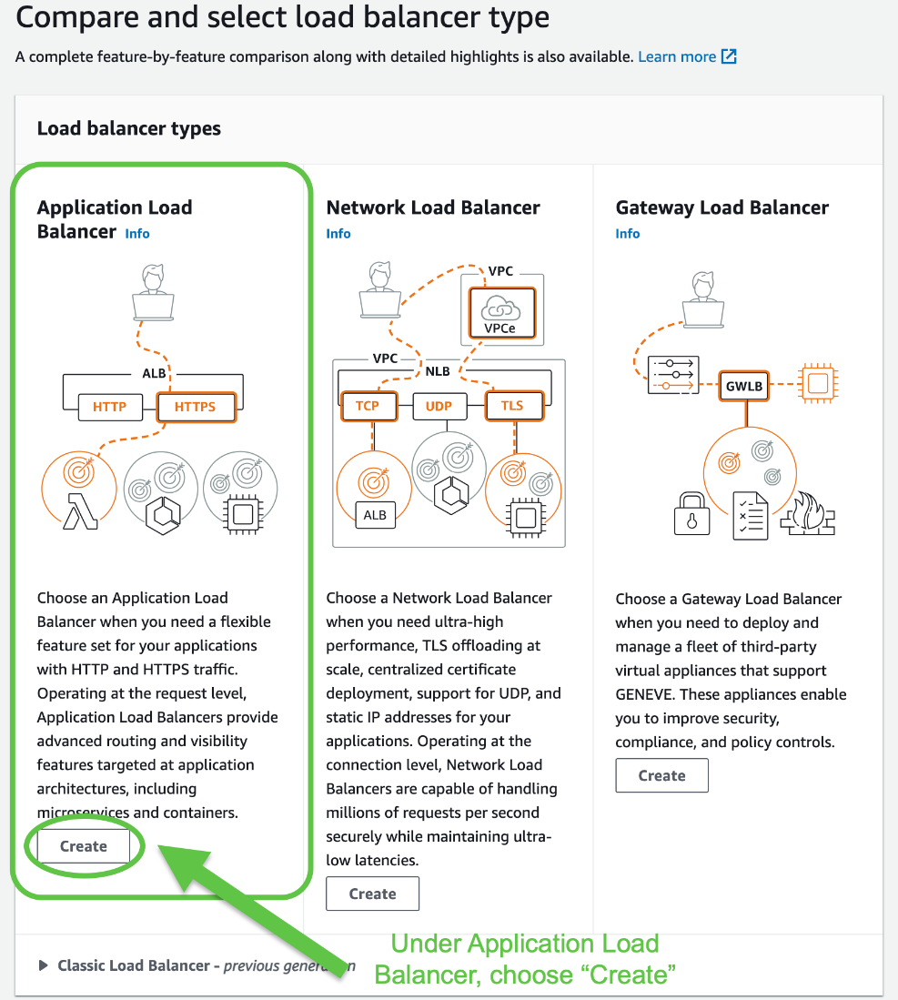 Compare and select load balancer type
A complete feature-by-feature comparison along with detailed highlights is also available. Learn more
Load balancer types
Application Load
Balancer Info
ALB
HTTP
HTTPS
Choose an Application Load
Balancer when you need a flexible
feature set for your applications
with HTTP and HTTPS traffic.
Operating at the request level,
Application Load Balancers provide
advanced routing and visibility
features targeted at application
architectures, including
microservices and containers.
Create
Network Load Balancer
Info
VPC
VPCe
VPC
NLB
TCP
UDP
TLS
ALB
Choose a Network Load Balancer
when you need ultra-high
performance, TLS offloading at
scale, centralized certificate
deployment, support for UDP, and
static IP addresses for your
applications. Operating at the
connection level, Network Load
Balancers are capable of handling
millions of requests per second
securely while maintaining ultra-
low latencies.
Create
Gateway Load Balancer
Info
GWLB
Choose a Gateway Load Balancer
when you need to deploy and
manage a fleet of third-party
virtual appliances that support
GENEVE. These appliances enable
you to improve security,
compliance, and policy controls.
Create
Classic Load Balancer - previous generation
Under Application Load
Balancer, choose “Create”